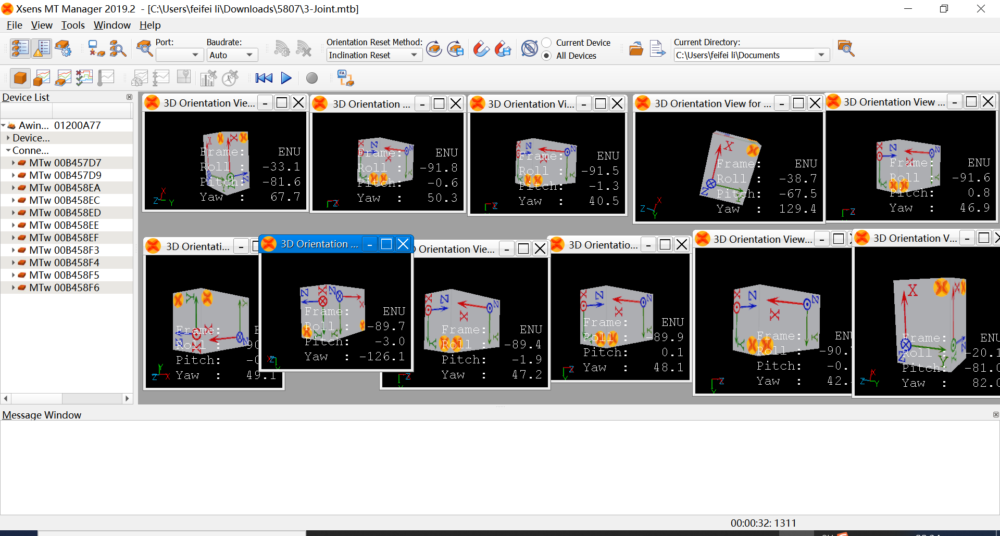 Xsens MT Manager 2019.2 - [C:\Users\feifei li\Downloads\5807\3-Joint.mtb]
File View Tools Window Help
Port:
Baudrate:
Auto
Orientation Reset Method:
Inclination Reset
Current Device
All Devices
Current Directory:
C:\Users\feifei li\Documents
FA
Device List
Awin... 01200A77
Device...
Conne...
MTw 00B457D7
MTw 00B457D9
MTw 00B458EA
MTw 00B458EC
MTw 00B458ED
MTw 00B458EE
MTw 00B458EF
MTw 00B458F3
MTw 00B458F4
MTw 00B458F5
MTw 00B458F6
3D Orientation Vie...
Frame: ENU
Roll : -33.1
Pitch: -81.6
Yaw : 67.7
3D Orientation ...
Frame: ENU
Roll : -91.8
Pitch: -0.6
Yaw : 50.3
3D Orientation Vi...
Frame: ENU
Roll : -91.5
Pitch: -1.3
Yaw : 40.5
3D Orientation View for ...
Frame: ENU
Roll : -38.7
Pitch: -67.5
Yaw : 129.4
3D Orientation View ...
Frame: ENU
Roll : -91.6
Pitch: 0.8
Yaw : 46.9
3D Orientati...
Frame:
Roll : -90
Pitch: -0
Yaw : 49.1
3D Orientation ...
Frame: ENU
Roll : -89.7
Pitch: -3.0
Yaw : -126.1
Orientation Vie...
Frame: ENU
Roll : -89.4
Pitch: -1.9
Yaw : 47.2
3D Orientatio...
Frame: ENU
Roll : -89.9
Pitch: 0.1
Yaw : 48.1
3D Orientation View...
Frame: ENU
Roll : -90.
Pitch: -0.
Yaw : 42.
3D Orientation V...
Frame: ENU
Roll : -20.1
Pitch: -81.0
Yaw : 82.0
Message Window
00:00:32: 1311